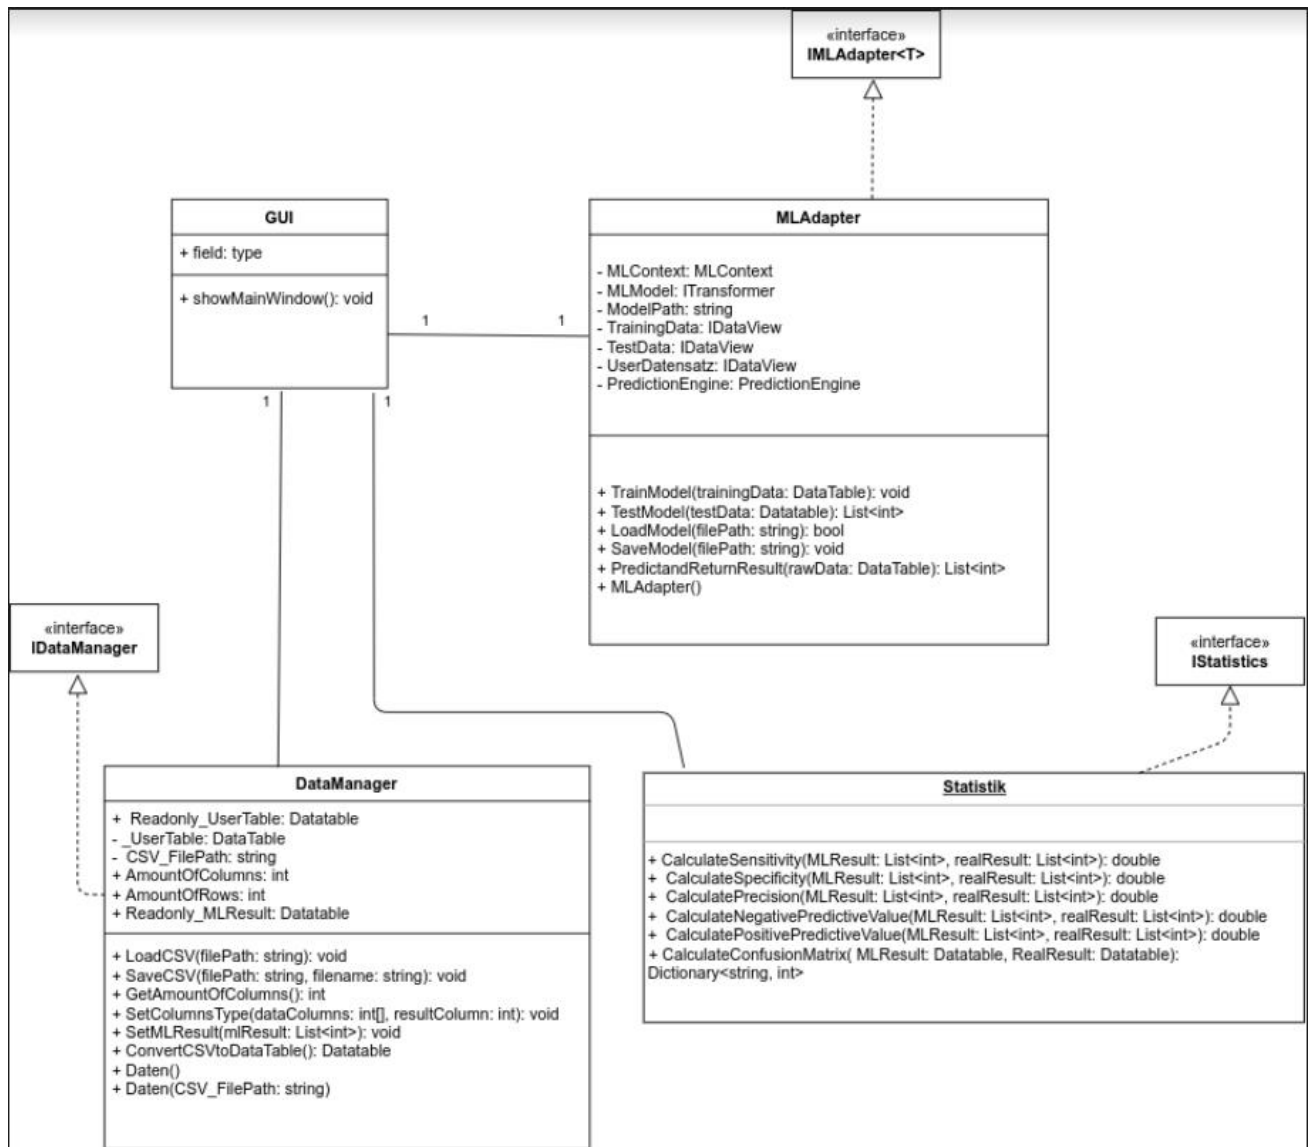 «interface»
IMLAdapter<T>
GUI
+ field: type
+ showMainWindow(): void
1
1
1
1
MLAdapter
- MLContext: MLContext
- MLModel: ITransformer
- ModelPath: string
- TrainingData: IDataView
- TestData: IDataView
- UserDatensatz: IDataView
- PredictionEngine: PredictionEngine
+ TrainModel(trainingData: DataTable): void
+ TestModel(testData: Datatable): List<int>
+ LoadModel(filePath: string): bool
+ SaveModel(filePath: string): void
+ PredictandReturnResult(rawData: DataTable): List<int>
+ MLAdapter()
«interface»
IDataManager
«interface»
IStatistics
DataManager
+ Readonly_UserTable: Datatable
- _UserTable: DataTable
- CSV_FilePath: string
+ AmountOfColumns: int
+ AmountOfRows: int
+ Readonly_MLResult: Datatable
+ LoadCSV(filePath: string): void
+ SaveCSV(filePath: string, filename: string): void
+ GetAmountOfColumns(): int
+ SetColumnsType(dataColumns: int[], resultColumn: int): void
+ SetMLResult(mlResult: List<int>): void
+ ConvertCSVtoDataTable(): Datatable
+ Daten()
+ Daten(CSV_FilePath: string)
Statistik
+ CalculateSensitivity(MLResult: List<int>, realResult: List<int>): double
+ CalculateSpecificity(MLResult: List<int>, realResult: List<int>): double
+ CalculatePrecision(MLResult: List<int>, realResult: List<int>): double
+ CalculateNegativePredictiveValue(MLResult: List<int>, realResult: List<int>): double
+ CalculatePositivePredictiveValue(MLResult: List<int>, realResult: List<int>): double
+ CalculateConfusionMatrix( MLResult: Datatable, RealResult: Datatable):
Dictionary<string, int>